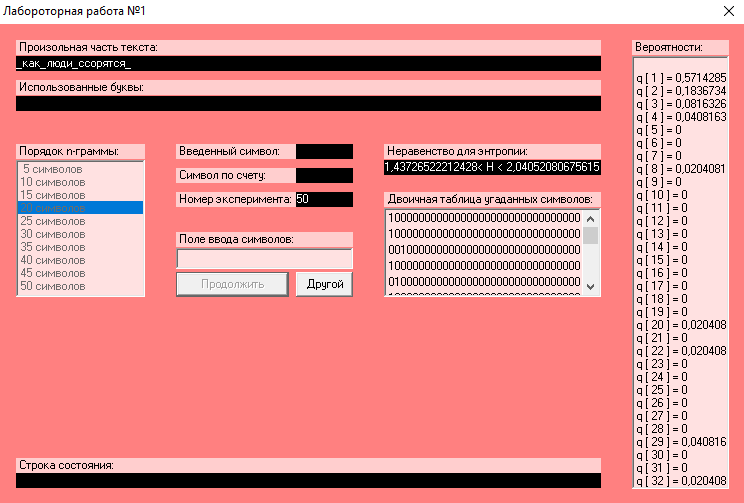 Лабороторная работа №1
Произольная часть текста:
_как_люди_ссорятся_
Использованные буквы:
Порядок n-граммы:
5 символов
10 символов
15 символов
25 символов
30 символов
35 символов
40 символов
45 символов
50 символов
Введенный символ:
Символ по счету:
Номер эксперимента: 50
Поле ввода символов:
Продолжить
Другой
Неравенство для энтропии:
1,43726522212428< H < 2,04052080675615
Двоичная таблица угаданных символов:
10000000000000000000000000000000
10000000000000000000000000000000
00100000000000000000000000000000
10000000000000000000000000000000
01000000000000000000000000000000
Строка состояния:
Вероятности:
q [ 1 ] = 0,5714285
q [ 2 ] = 0,1836734
q [ 3 ] = 0,0816326
q [ 4 ] = 0,0408163
q [ 5 ] = 0
q [ 6 ] = 0
q [ 7 ] = 0
q [ 8 ] = 0,0204081
q [ 9 ] = 0
q [ 10 ] = 0
q [ 11 ] = 0
q [ 12 ] = 0
q [ 13 ] = 0
q [ 14 ] = 0
q [ 15 ] = 0
q [ 16 ] = 0
q [ 17 ] = 0
q [ 18 ] = 0
q [ 19 ] = 0
q [ 20 ] = 0,020408
q [ 21 ] = 0
q [ 22 ] = 0,020408
q [ 23 ] = 0
q [ 24 ] = 0
q [ 25 ] = 0
q [ 26 ] = 0
q [ 27 ] = 0
q [ 28 ] = 0
q [ 29 ] = 0,040816
q [ 30 ] = 0
q [ 31 ] = 0
q [ 32 ] = 0,020408